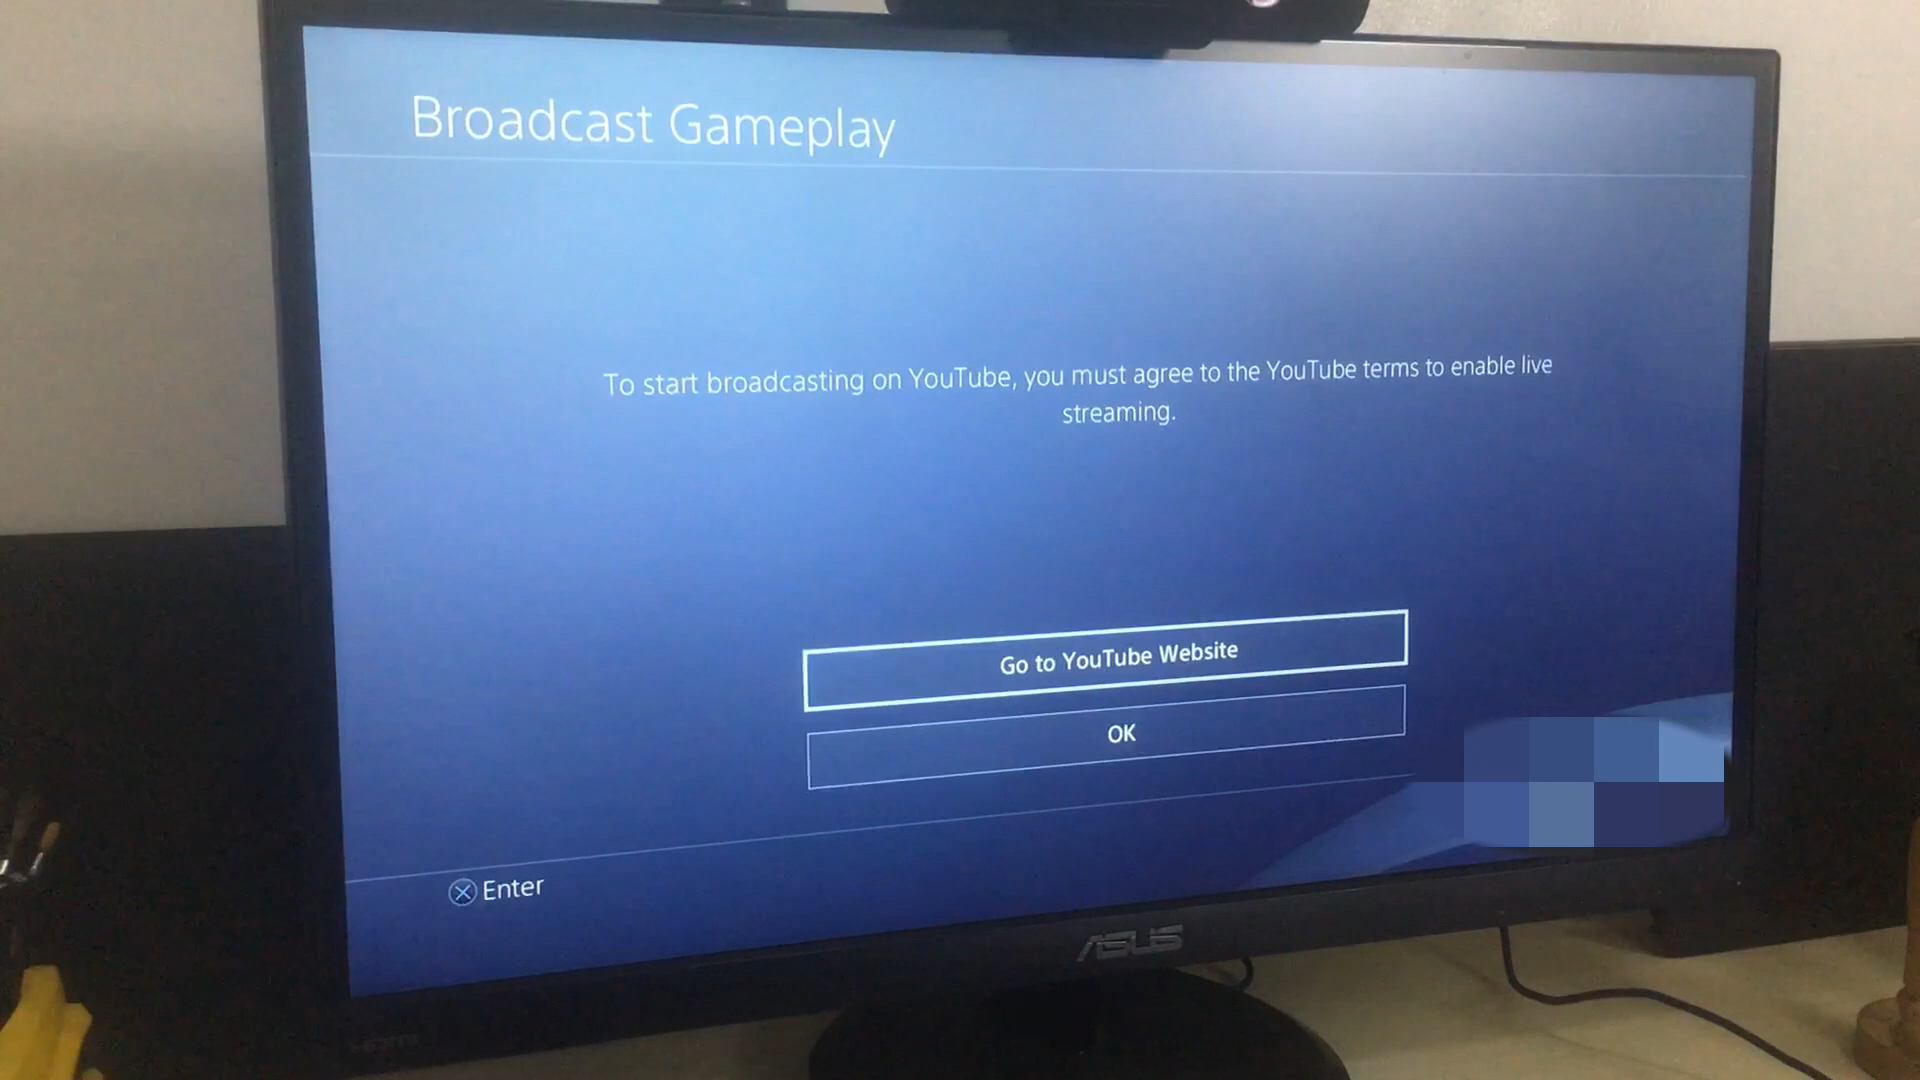 Broadcast Gameplay
To start broadcasting on YouTube, you must agree to the YouTube terms to enable live
streaming.
Go to YouTube Website
OK
Enter
ASUS
HDMI